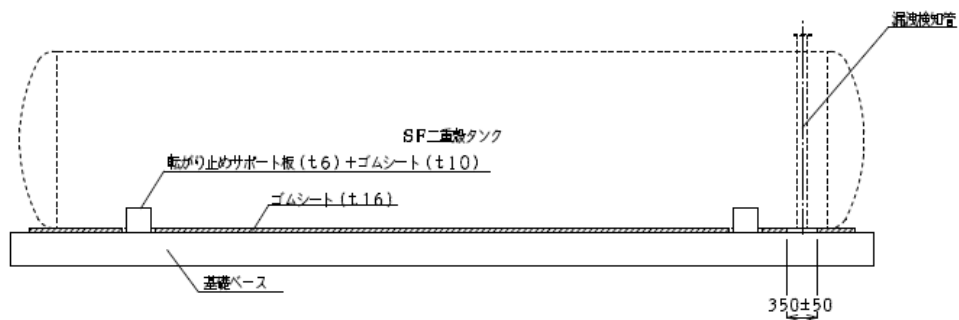 漏洩検知管
SF二重殻タンク
転がり止めサポート板(t6)+ゴムシート(t10)
ゴムシート(t16)
基礎ベース
350±50